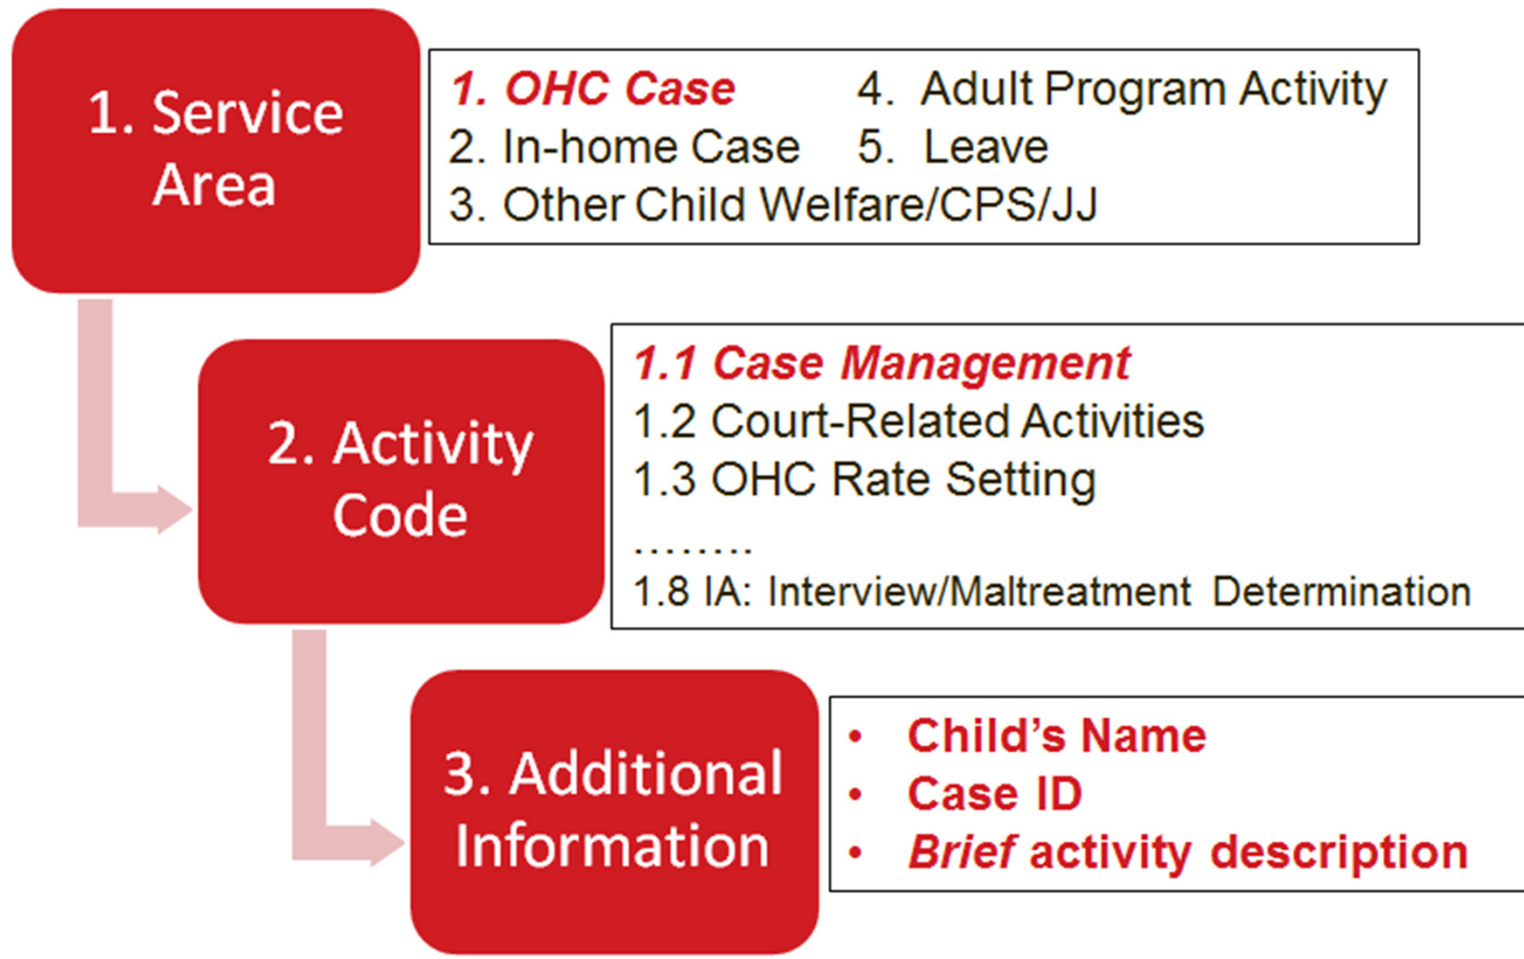 1. Service
Area
1. OHC Case 4. Adult Program Activity
2. In-home Case 5. Leave
3. Other Child Welfare/CPS/JJ
2. Activity
Code
1.1 Case Management
1.2 Court-Related Activities
1.3 OHC Rate Setting
........
1.8 IA: Interview/Maltreatment Determination
3. Additional
Information
• Child’s Name
• Case ID
• Brief activity description